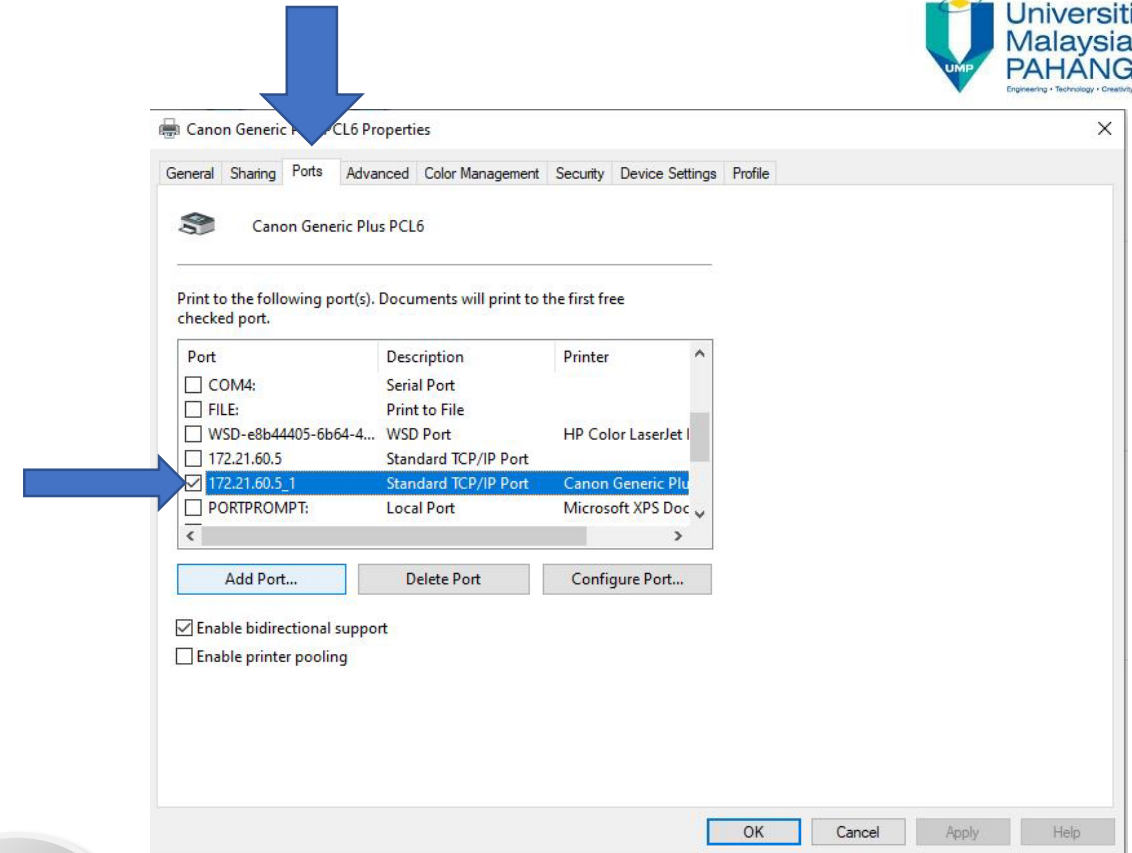 Universiti
Malaysia
PAHANG
Engineering • Technology • Creativity
UMP
Canon Generic PCL6 Properties
General Sharing Ports Advanced Color Management Security Device Settings Profile
Canon Generic Plus PCL6
Print to the following port(s). Documents will print to the first free
checked port.
Port Description Printer
COM4: Serial Port
FILE: Print to File
WSD-e8b44405-6b64-4... WSD Port HP Color LaserJet
172.21.60.5 Standard TCP/IP Port
172.21.60.5_1 Standard TCP/IP Port Canon Generic Plu
PORTPROMPT: Local Port Microsoft XPS Doc
Add Port... Delete Port Configure Port...
Enable bidirectional support
Enable printer pooling
OK Cancel Apply Help